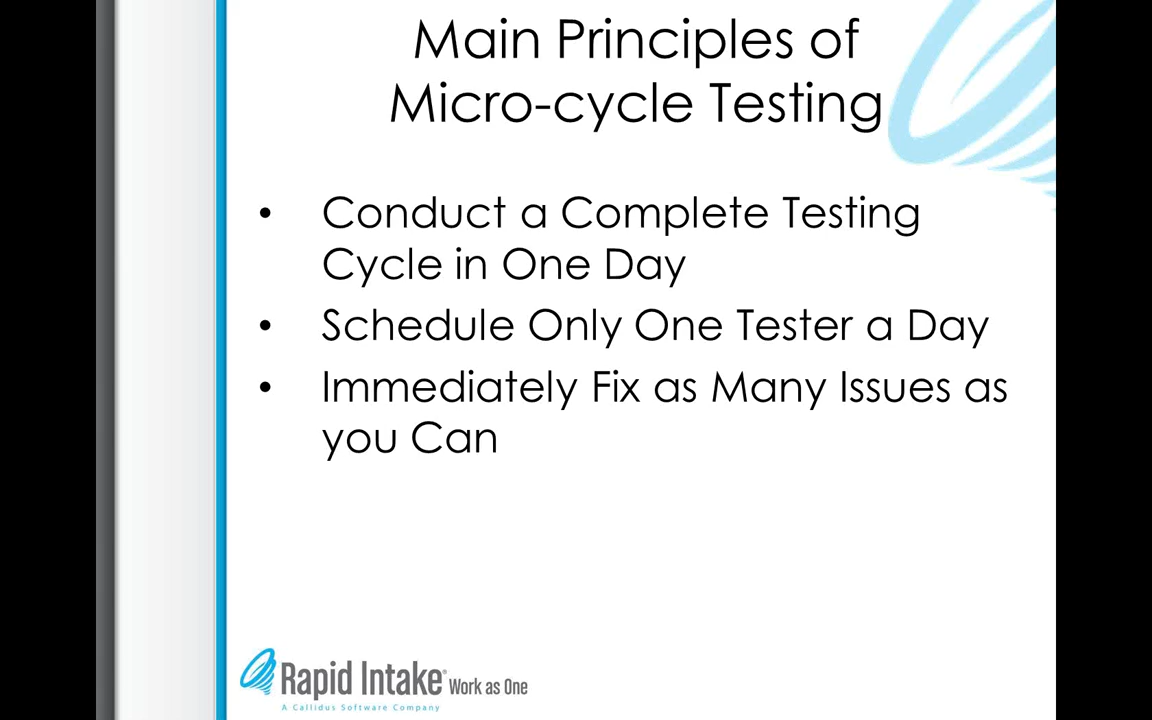 Main Principles of
Micro-cycle Testing
• Conduct a Complete Testing
Cycle in One Day
• Schedule Only One Tester a Day
• Immediately Fix as Many Issues as
you Can
Rapid Intake® Work as One
A Callidus Software Company